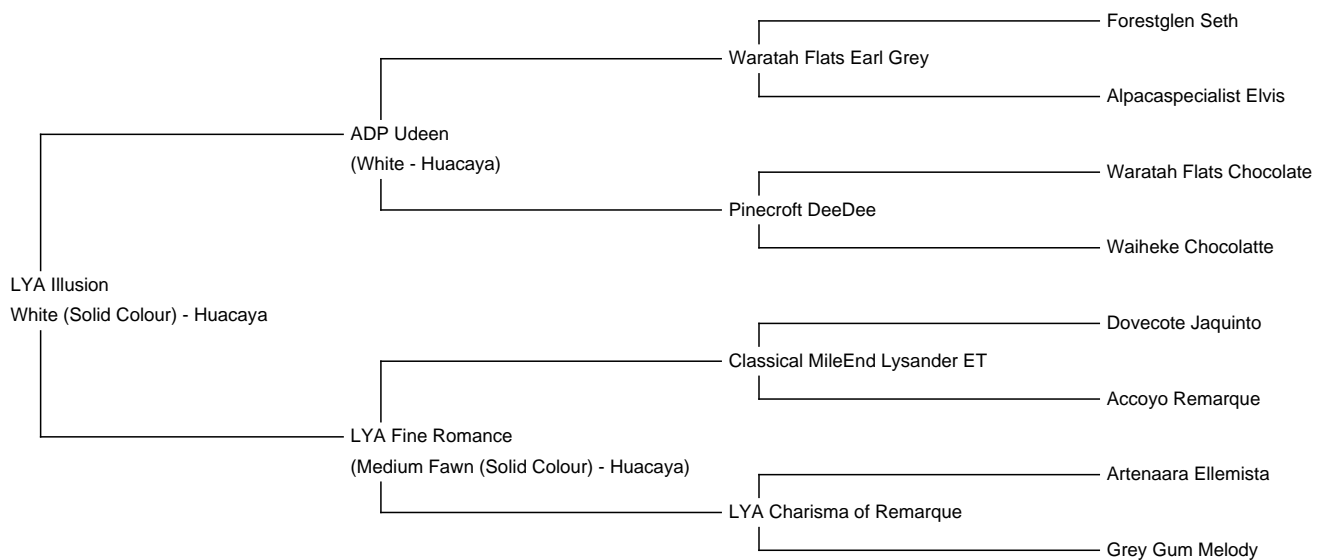 Forestglen Seth
Waratah Flats Earl Grey
Alpacaspecialist Elvis
ADP Udeen
(White - Huacaya)
Waratah Flats Chocolate
Pinecroft DeeDee
Waiheke Chocolatte
LYA Illusion
White (Solid Colour) - Huacaya
Dovecote Jaquinto
Classical MileEnd Lysander ET
Accoyo Remarque
LYA Fine Romance
(Medium Fawn (Solid Colour) - Huacaya)
Artenaara Ellemista
LYA Charisma of Remarque
Grey Gum Melody